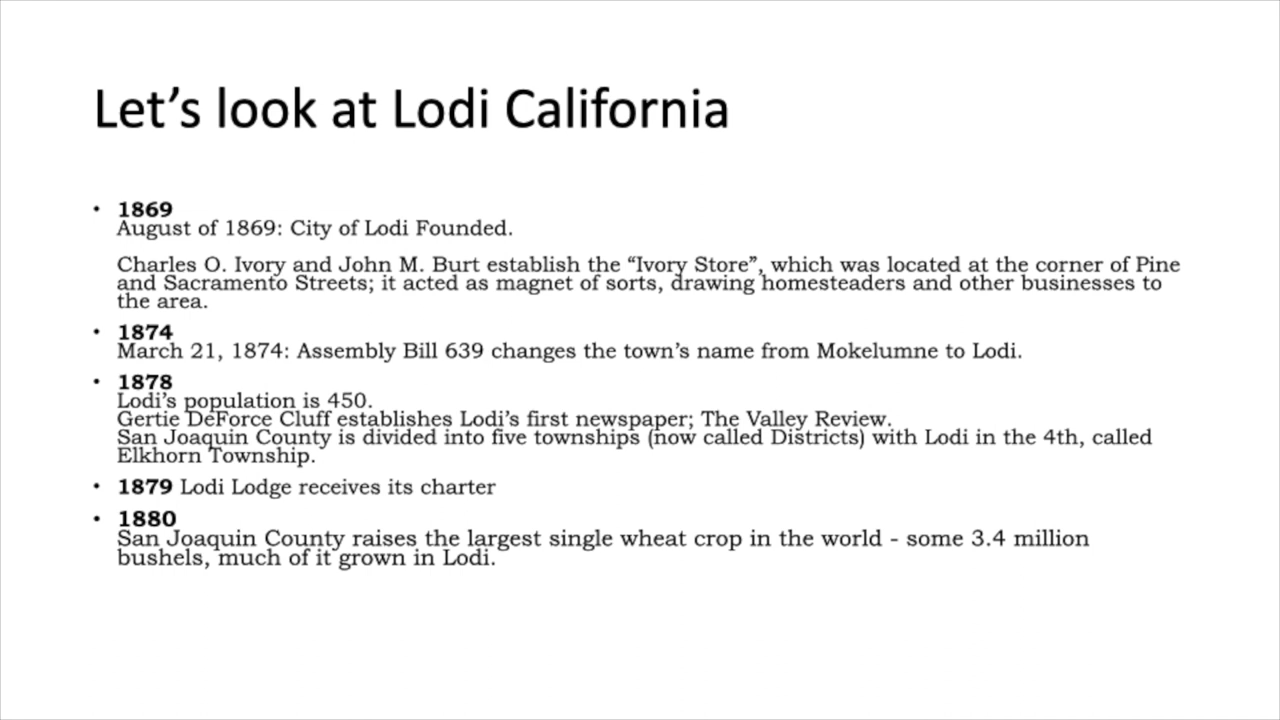 Let’s look at Lodi California
• 1869
August of 1869: City of Lodi Founded.
Charles O. Ivory and John M. Burt establish the “Ivory Store”, which was located at the corner of Pine
and Sacramento Streets; it acted as magnet of sorts, drawing homesteaders and other businesses to
the area.
• 1874
March 21, 1874: Assembly Bill 639 changes the town’s name from Mokelumne to Lodi.
• 1878
Lodi’s population is 450.
Gertie DeForce Cluff establishes Lodi’s first newspaper; The Valley Review.
San Joaquin County is divided into five townships (now called Districts) with Lodi in the 4th, called
Elkhorn Township.
• 1879 Lodi Lodge receives its charter
• 1880
San Joaquin County raises the largest single wheat crop in the world - some 3.4 million
bushels, much of it grown in Lodi.